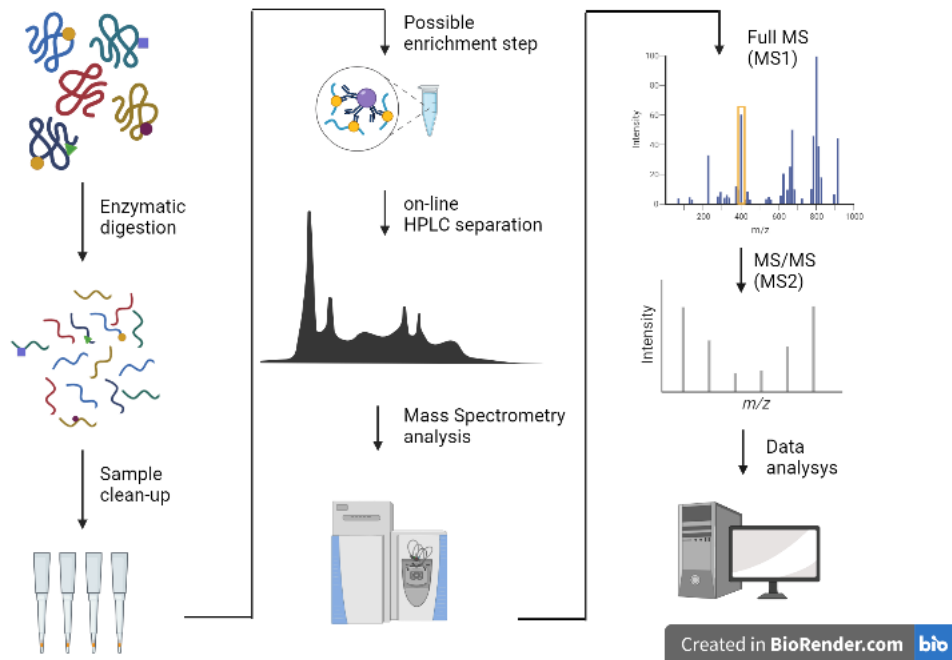 Enzymatic
digestion
Sample
clean-up
Possible
enrichment step
on-line
HPLC separation
Mass Spectrometry
analysis
Full MS
(MS1)
Intensity
100
80
60
40
20
0
200
400
600
800
1000
m/z
MS/MS
(MS2)
Intensity
m/z
Data
analysys
Created in BioRender.com bio